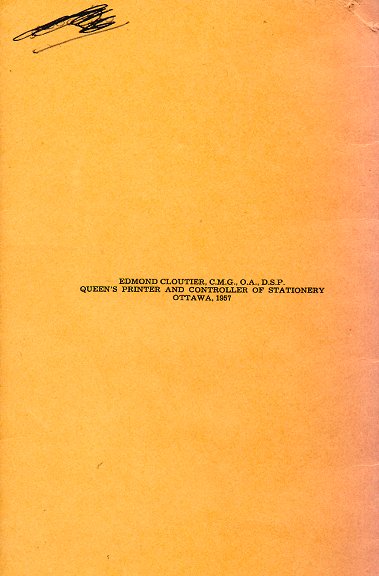 EDMOND CLOUTIER, C.M.G., O.A., D.S.P.
QUEEN'S PRINTER AND CONTROLLER OF STATIONERY
OTTAWA, 1957